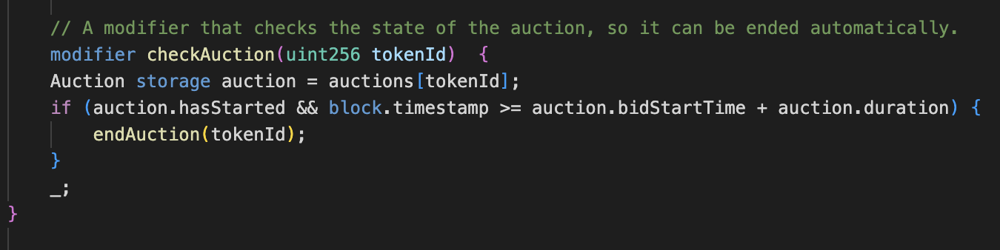 // A modifier that checks the state of the auction, so it can be ended automatically.
modifier checkAuction(uint256 tokenId)  {
Auction storage auction = auctions[tokenId];
if (auction.hasStarted && block.timestamp >= auction.bidStartTime + auction.duration) {
endAuction(tokenId);
}
_;
}